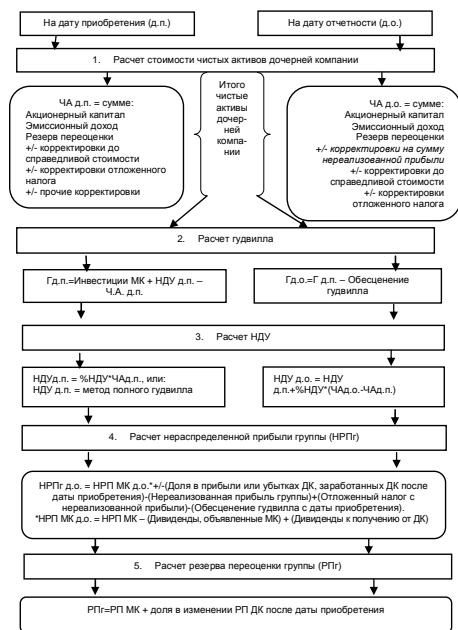 На дату приобретения (д.п.)
На дату отчетности (д.о.)
1. Расчет стоимости чистых активов дочерней компании
ЧА д.п. = сумме:
Акционерный капитал
Эмиссионный доход
Резерв переоценки
+/- корректировки до
справедливой стоимости
+/- корректировки отложенного
налога
+/- прочие корректировки
Итого
чистые
активы
дочер-
ней
компа-
нии
ЧА д.о. = сумме:
Акционерный капитал
Эмиссионный доход
Резерв переоценки
+/- корректировки на сумму
нереализованной прибыли
+/- корректировки до
справедливой стоимости
+/- корректировки
отложенного налога
2. Расчет гудвилла
Гд.п.=Инвестиции МК + НДУ д.п. –
Ч.А. д.п.
Гд.о.=Г д.п. – Обесценение
гудвилла
3. Расчет НДУ
НДУд.п. = %НДУ*ЧАд.п., или:
НДУ д.п. = метод полного гудвилла
НДУ д.о. = НДУ
д.п+%НДУ*(ЧАд.о.-ЧАд.п.)
4. Расчет нераспределенной прибыли группы (НРПг)
НРПг д.о. = НРП МК д.о.*+/-(Доля в прибыли или убытках ДК, заработанных ДК после
даты приобретения)-(Нереализованная прибыль группы)+(Отложенный налог с
нереализованной прибыли)-(Обесценение гудвилла с даты приобретения).
*НРП МК д.о. = НРП МК – (Дивиденды, объявленные МК) + (Дивиденды к получению от ДК)
5. Расчет резерва переоценки группы (РПг)
РПг=РП МК + доля в изменении РП ДК после даты приобретения